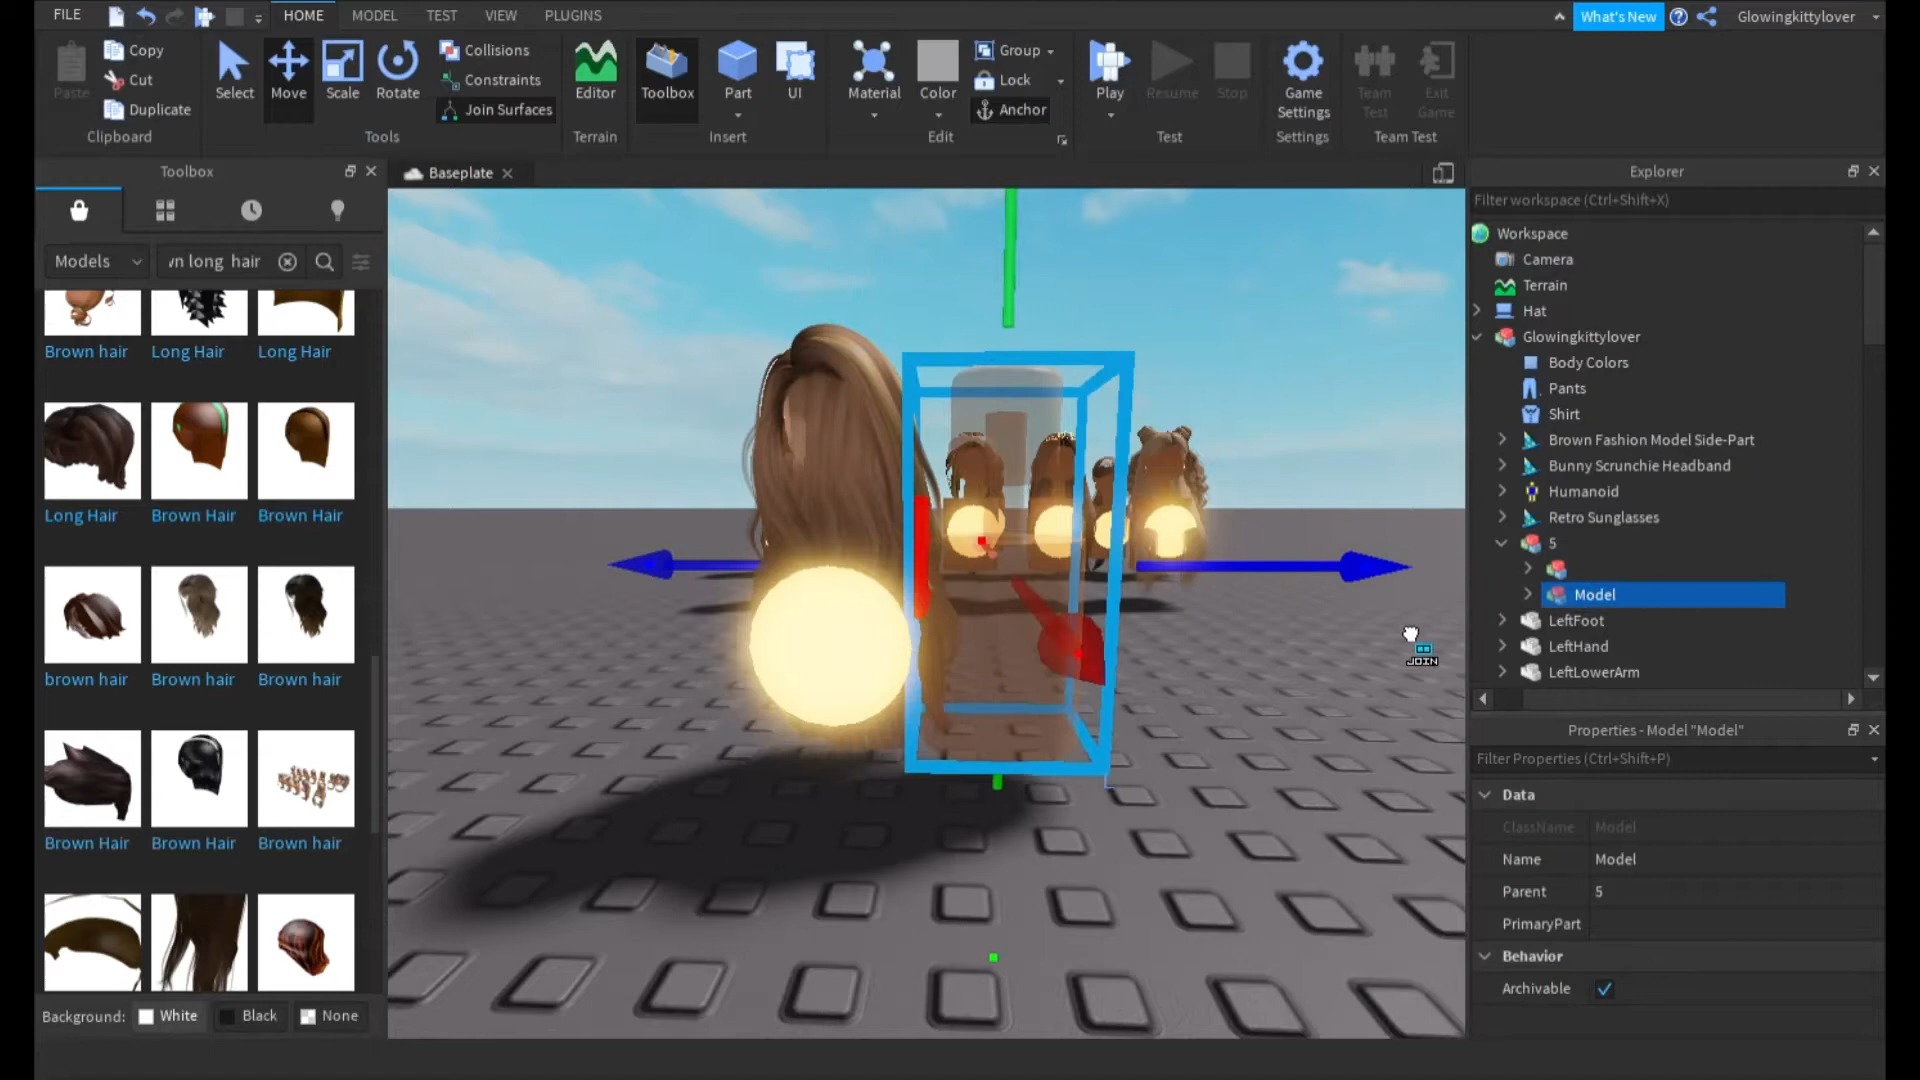 FILE
HOME
MODEL
TEST
VIEW
PLUGINS
What's New
Glowingkittylover
Paste
Copy
Cut
Duplicate
Clipboard
Select
Move
Scale
Rotate
Collisions
Constraints
Join Surfaces
Tools
Editor
Terrain
Toolbox
Part
UI
Insert
Material
Color
Group
Lock
Anchor
Edit
Play
Resume
Stop
Test
Game
Settings
Settings
Team
Test
Exit
Game
Team Test
Toolbox
Models
n long hair
Brown hair
Long Hair
Long Hair
Long Hair
Brown Hair
Brown Hair
brown hair
Brown hair
Brown hair
Brown Hair
Brown Hair
Brown hair
Background:
White
Black
None
Baseplate
JOIN
Explorer
Filter workspace (Ctrl+Shift+X)
Workspace
Camera
Terrain
Hat
Glowingkittylover
Body Colors
Pants
Shirt
Brown Fashion Model Side-Part
Bunny Scrunchie Headband
Humanoid
Retro Sunglasses
5
Model
LeftFoot
LeftHand
LeftLowerArm
Properties - Model "Model"
Filter Properties (Ctrl+Shift+P)
Data
ClassName Model
Name Model
Parent 5
PrimaryPart
Behavior
Archivable